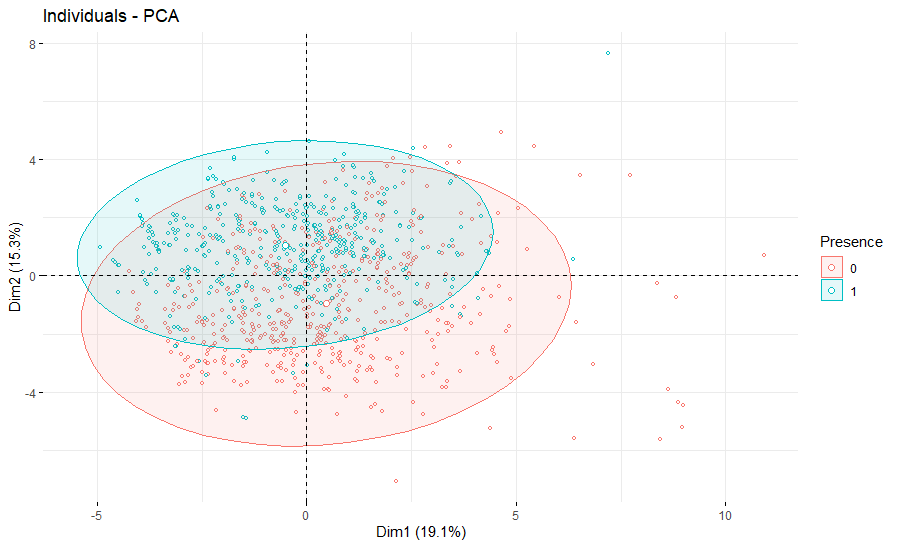 Individuals - PCA
8
4
0
-4
Dim2 (15.3%)
-5
0
5
10
Dim1 (19.1%)
Presence
0
1